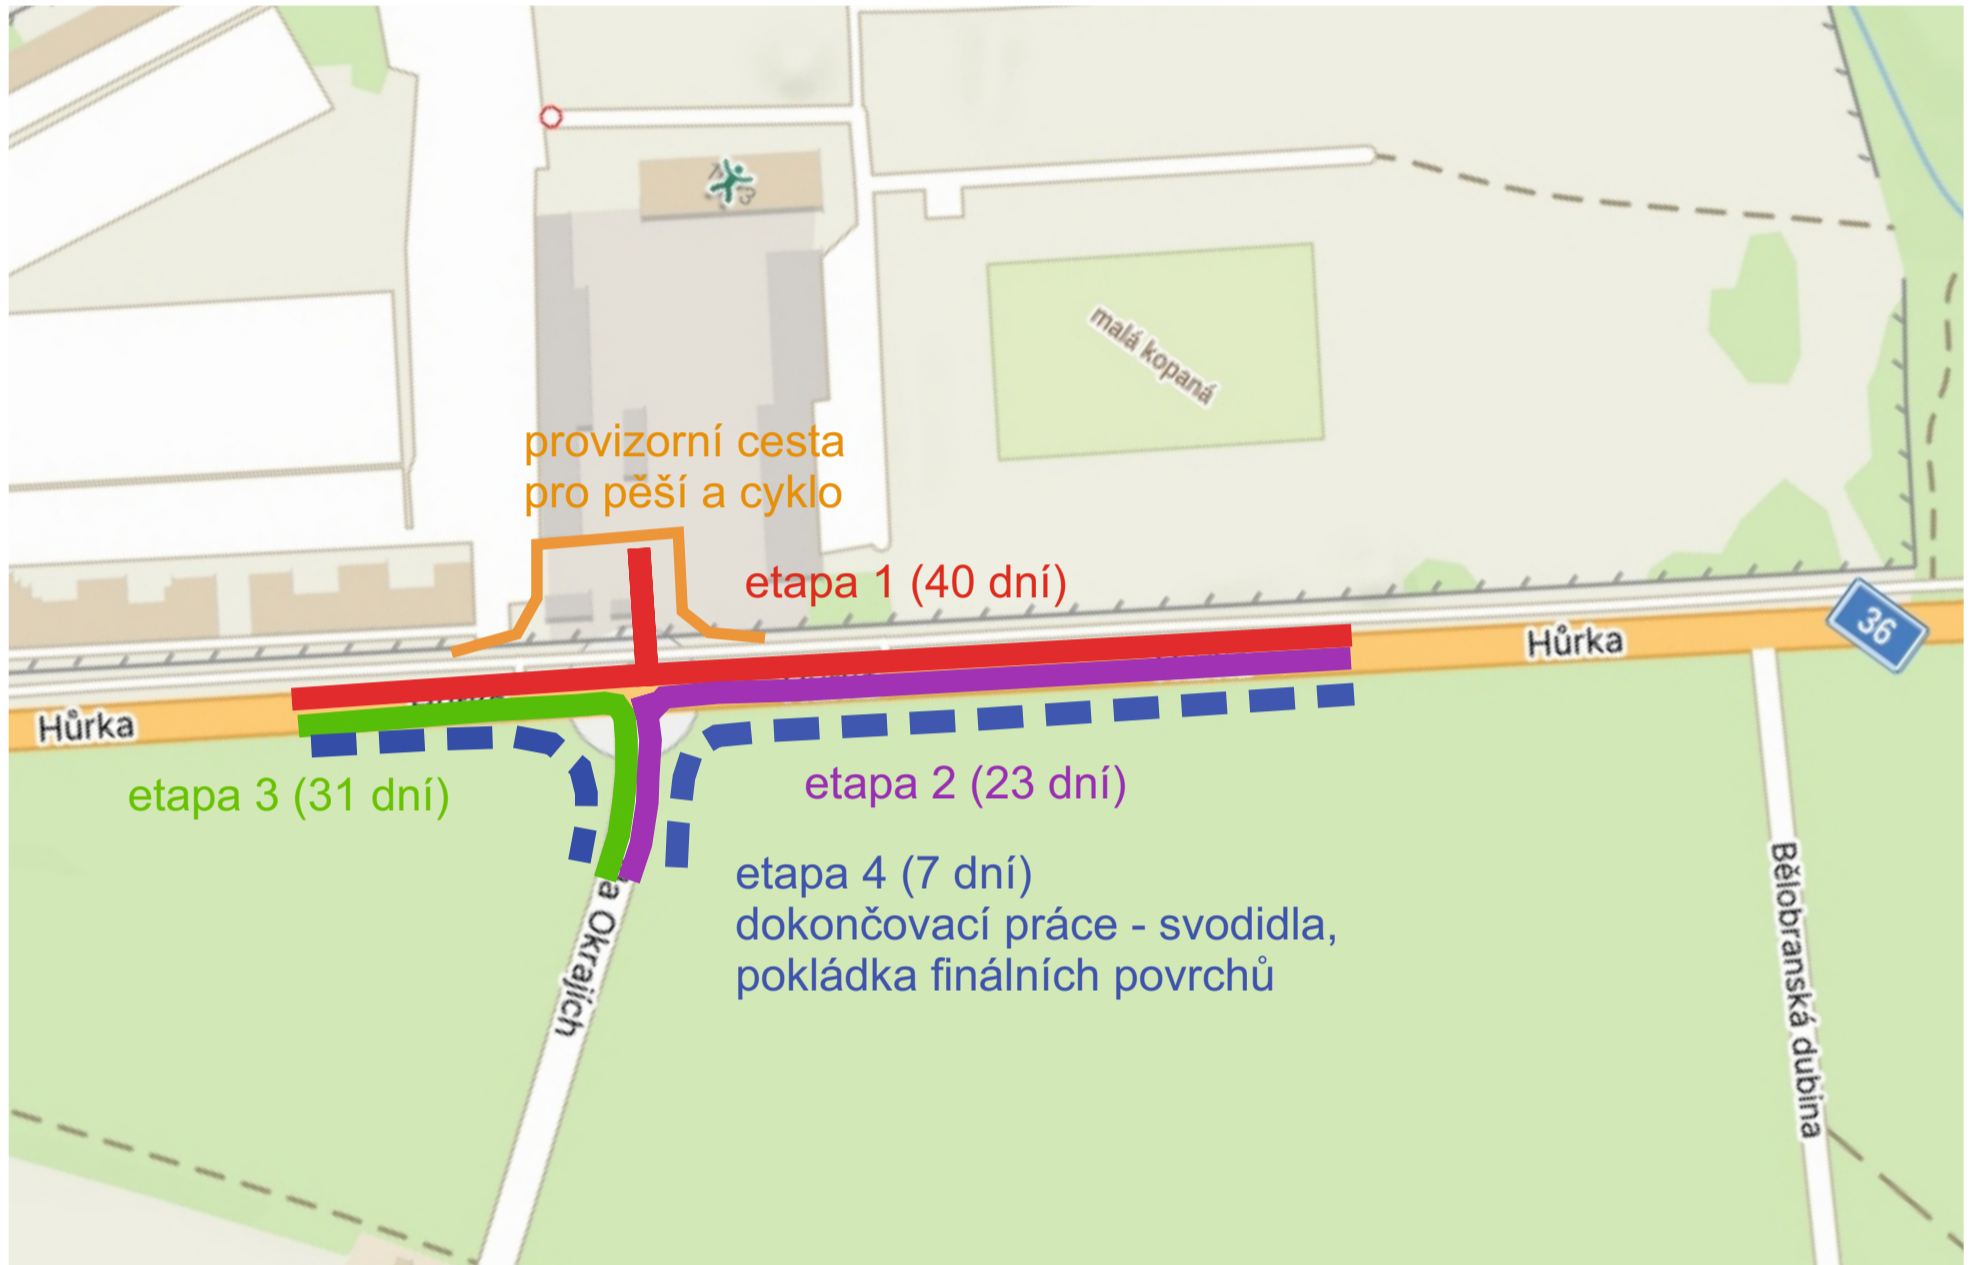 malá kopaná
provizorní cesta
pro pěší a cyklo
etapa 1 (40 dní)
36
Hůrka
Hůrka
etapa 3 (31 dní)
etapa 2 (23 dní)
etapa 4 (7 dní)
dokončovací práce - svodidla,
pokládka finálních povrchů
Okrajích
Bělobranská dubina